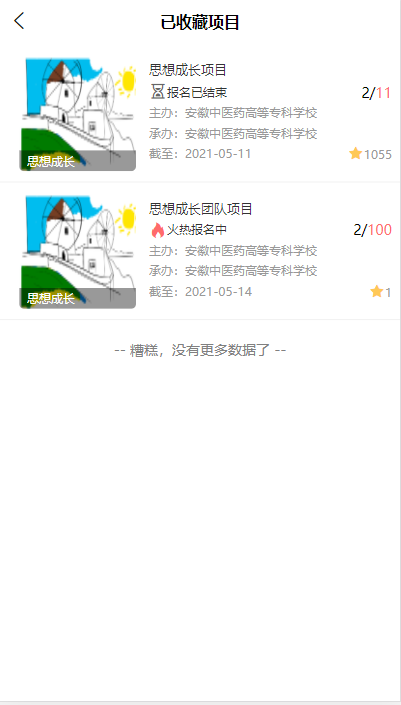 已收藏项目
思想成长项目
报名已结束 2/11
主办：安徽中医药高等专科学校
承办：安徽中医药高等专科学校
截至：2021-05-11 1055
思想成长
思想成长团队项目
火热报名中 2/100
主办：安徽中医药高等专科学校
承办：安徽中医药高等专科学校
截至：2021-05-14 1
思想成长
-- 糟糕，没有更多数据了 --